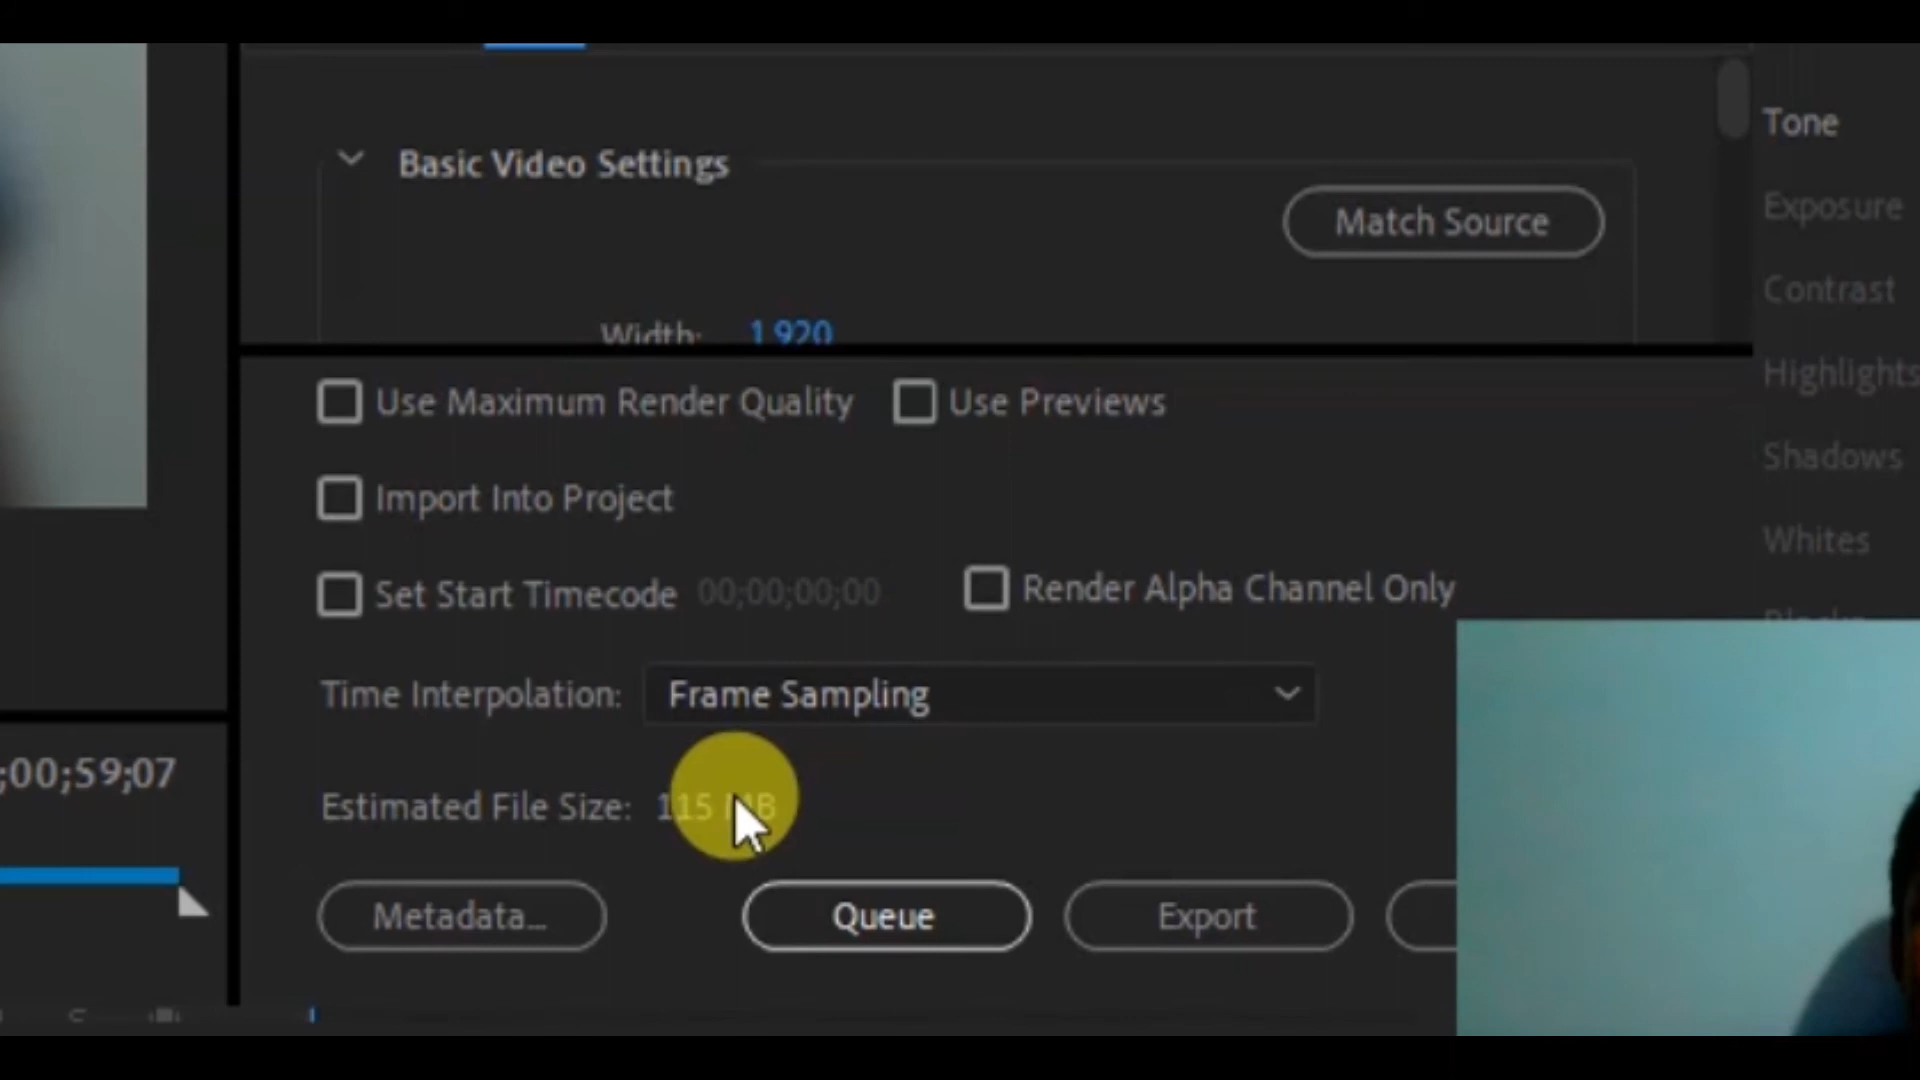 Basic Video Settings
Match Source
Width: 1,920
Use Maximum Render Quality Use Previews
Import Into Project
Set Start Timecode 00;00;00;00 Render Alpha Channel Only
Time Interpolation: Frame Sampling
Estimated File Size: 115 MB
Metadata... Queue Export
;00;59;07
Tone
Exposure
Contrast
Highlights
Shadows
Whites